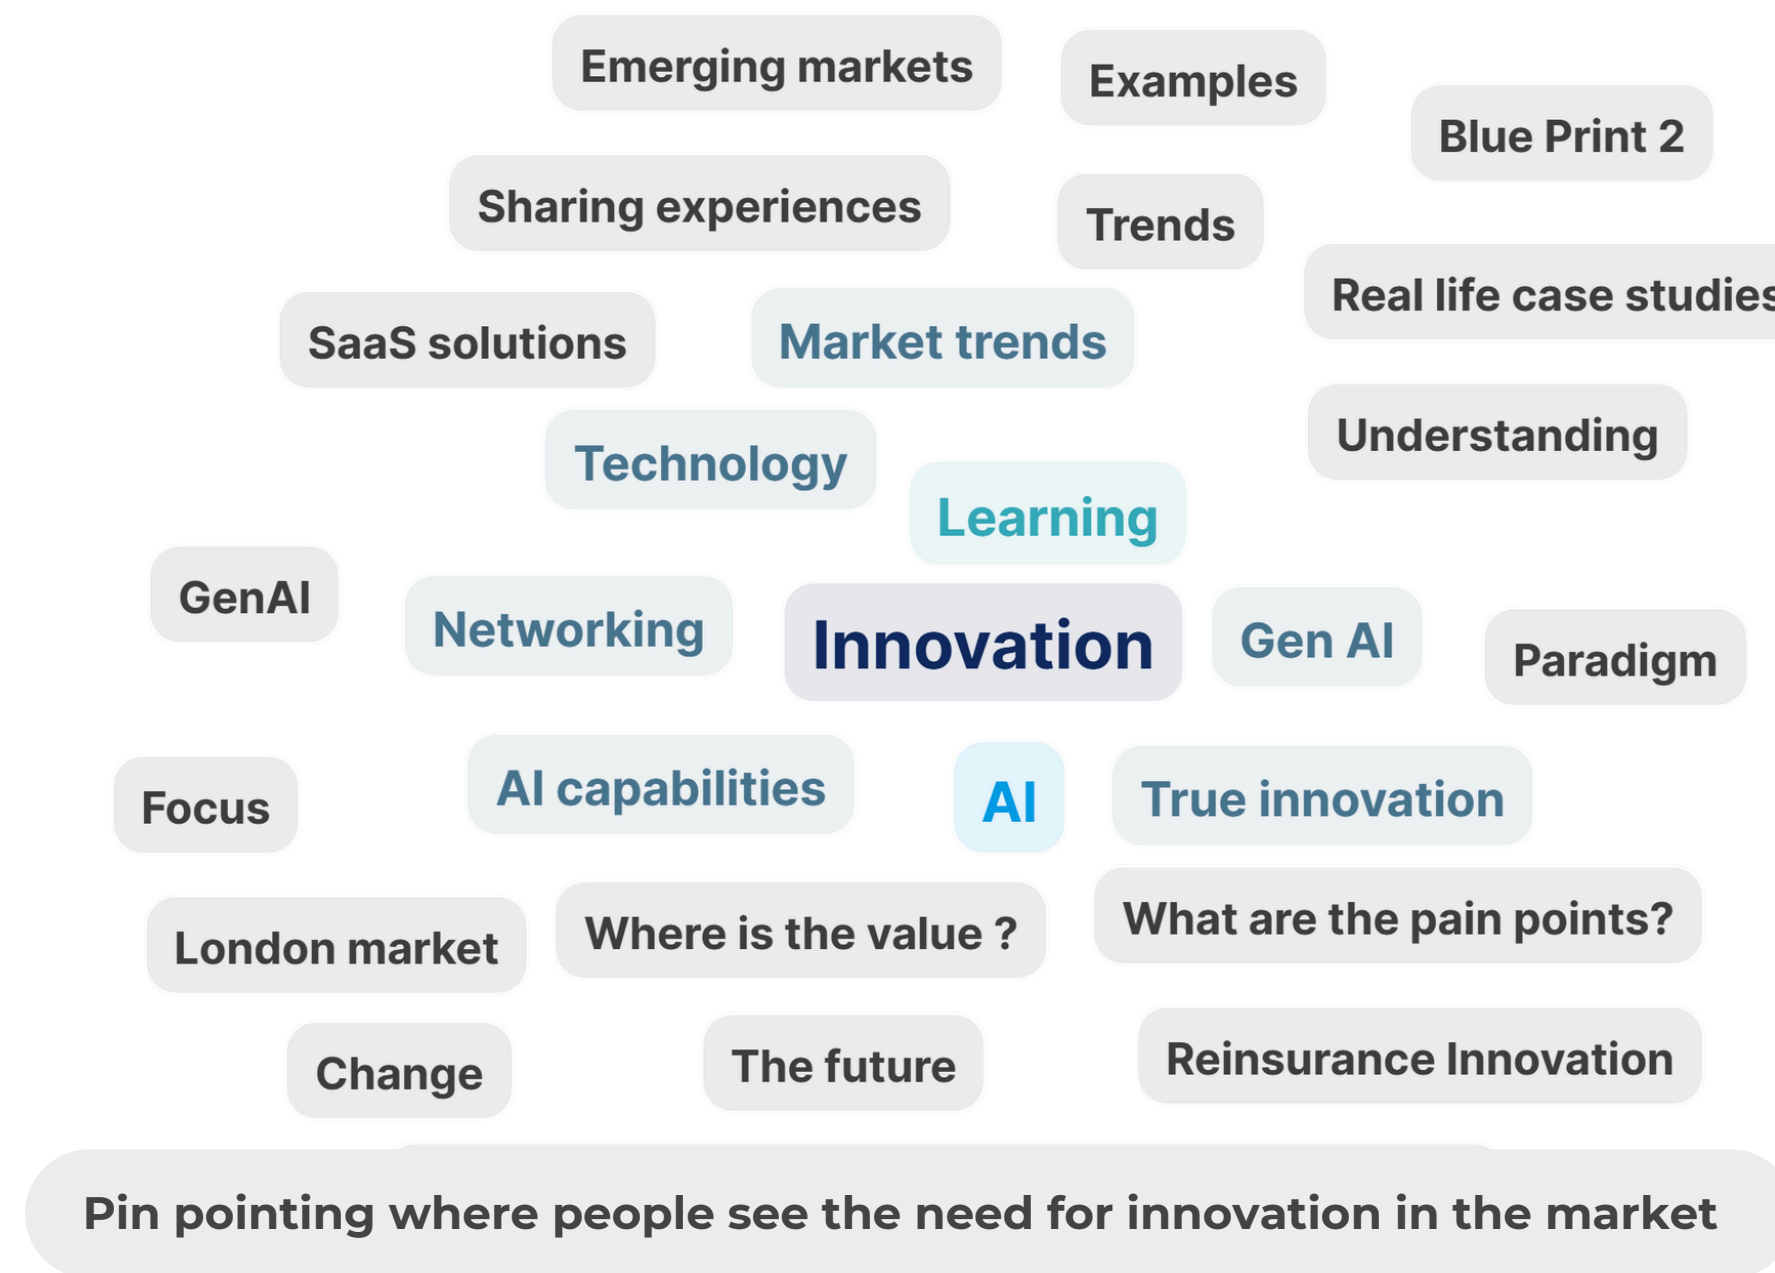 Emerging markets
Examples
Blue Print 2
Sharing experiences
Trends
Real life case studies
SaaS solutions
Market trends
Understanding
Technology
Learning
GenAI
Networking
Innovation
Gen AI
Paradigm
Focus
AI capabilities
AI
True innovation
London market
Where is the value ?
What are the pain points?
Change
The future
Reinsurance Innovation
Pin pointing where people see the need for innovation in the market